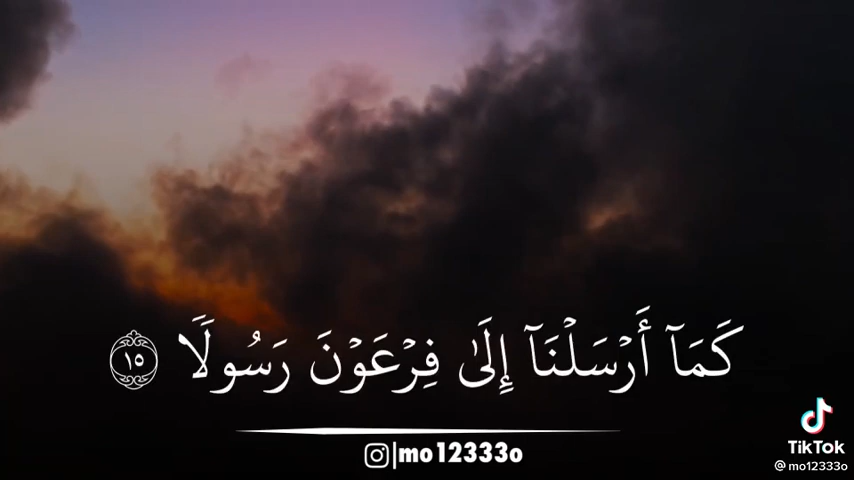 كَمَآ أَرۡسَلۡنَآ إِلَىٰ فِرۡعَوۡنَ رَسُولٗا ١٥
|mo12333o
TikTok
@mo12333o